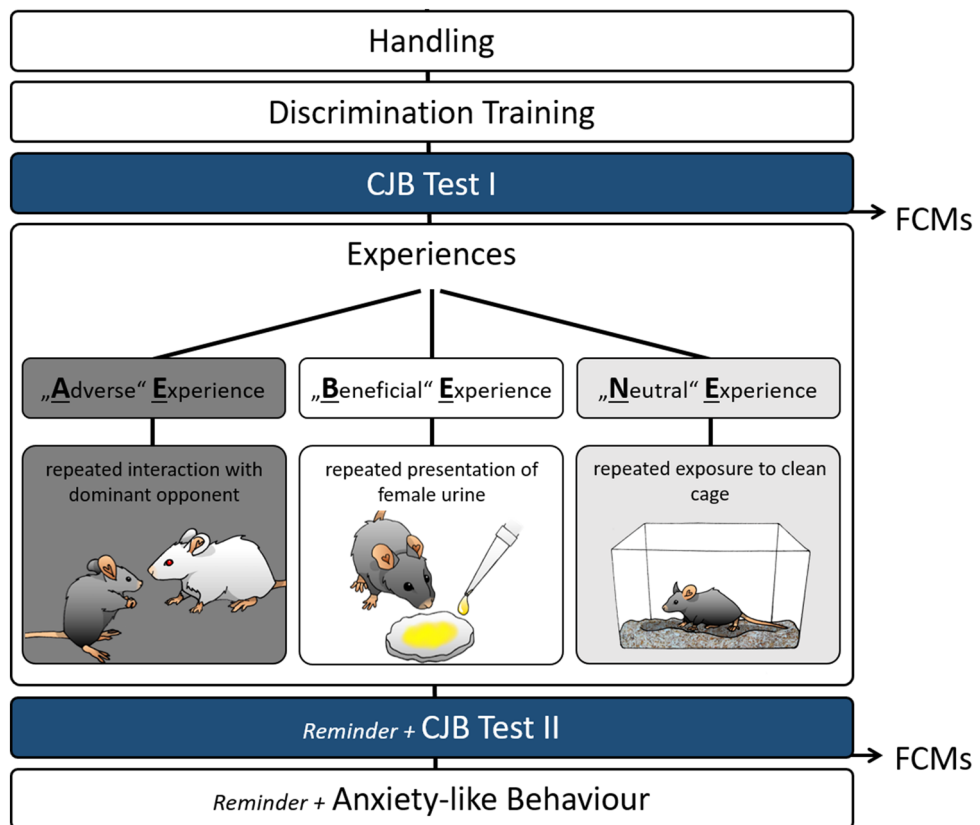 Handling
Discrimination Training
CJB Test I
FCMs
Experiences
„Adverse“ Experience
„Beneficial“ Experience
„Neutral“ Experience
repeated interaction with
dominant opponent
repeated presentation of
female urine
repeated exposure to clean
cage
Reminder + CJB Test II
FCMs
Reminder + Anxiety-like Behaviour